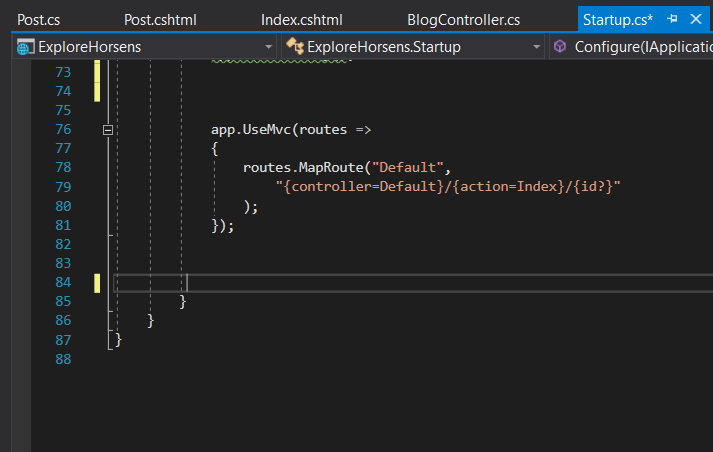 Post.cs Post.cshtml Index.cshtml BlogController.cs Startup.cs*
ExploreHorsens ExploreHorsens.Startup Configure(IApplicatio
73
74
75
76 app.UseMvc(routes =>
77 {
78 routes.MapRoute("Default",
79 "{controller=Default}/{action=Index}/{id?}"
80 );
81 });
82
83
84
85 }
86 }
87 }
88